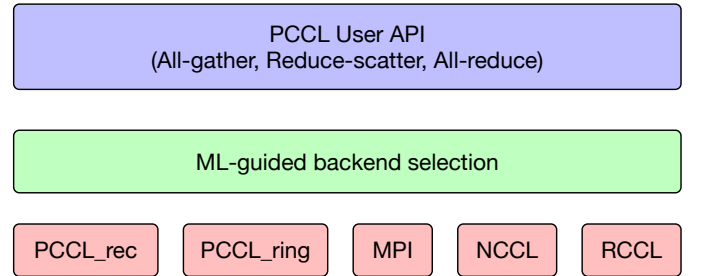 PCCL User API
(All-gather, Reduce-scatter, All-reduce)
ML-guided backend selection
PCCL_rec PCCL_ring MPI NCCL RCCL